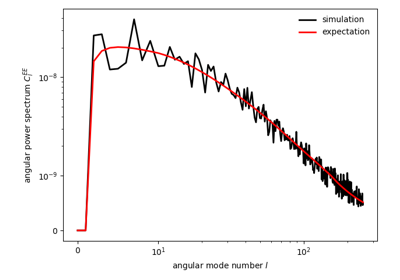 simulation
expectation
angular power spectrum $C_l^{EE}$
10⁻⁸
10⁻⁹
0
0
10¹
10²
angular mode number l